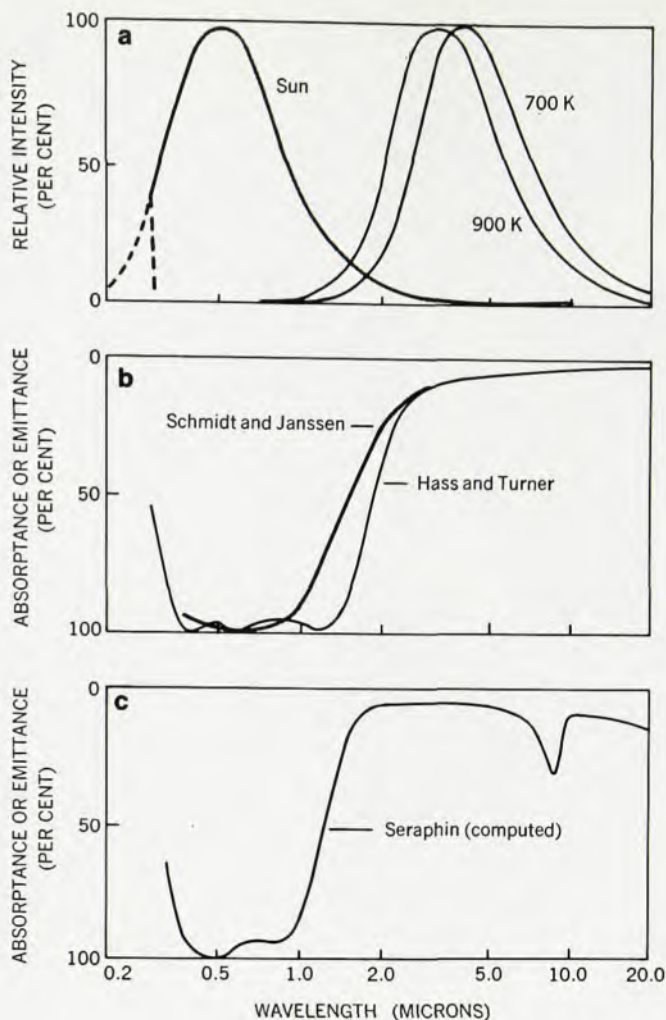 a
100
50
0
RELATIVE INTENSITY
(PER CENT)
Sun
700 K
900 K
b
0
50
100
ABSORPTANCE OR EMITTANCE
(PER CENT)
Schmidt and Janssen
Hass and Turner
c
0
50
100
ABSORPTANCE OR EMITTANCE
(PER CENT)
Seraphin (computed)
0.2 0.5 1.0 2.0 5.0 10.0 20.0
WAVELENGTH (MICRONS)